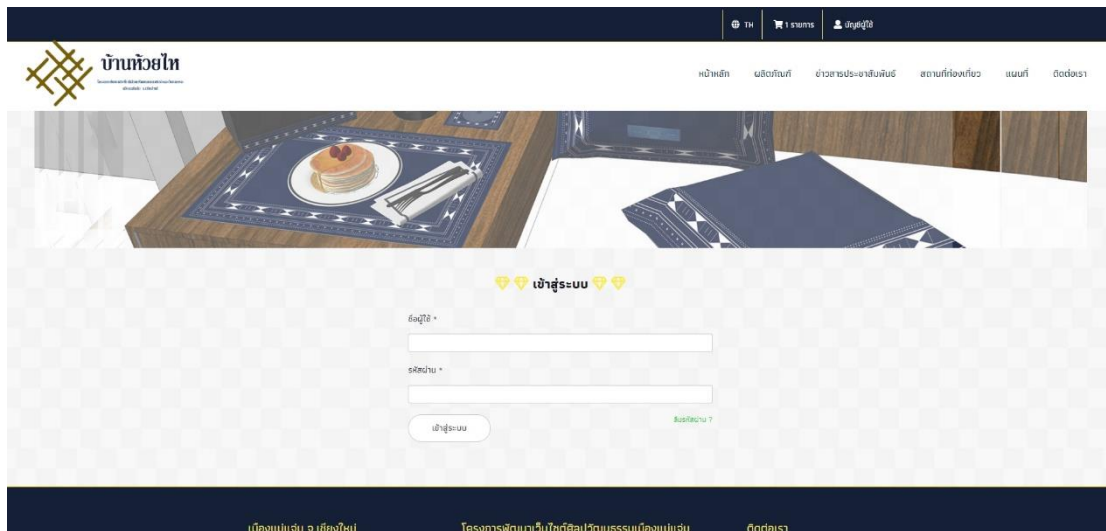 TH
1 รายการ
บัญชีผู้ใช้
บ้านห้วยไห
หน้าหลัก
ผลิตภัณฑ์
ข่าวสารประชาสัมพันธ์
สถานที่ท่องเที่ยว
แผนที่
ติดต่อเรา
เข้าสู่ระบบ
ชื่อผู้ใช้ *
รหัสผ่าน *
เข้าสู่ระบบ
ลืมรหัสผ่าน ?
เมืองแม่แจ่ม จ.เชียงใหม่
โครงการพัฒนาเว็บไซต์ศิลปวัฒนธรรมเมืองแม่แจ่ม
ติดต่อเรา